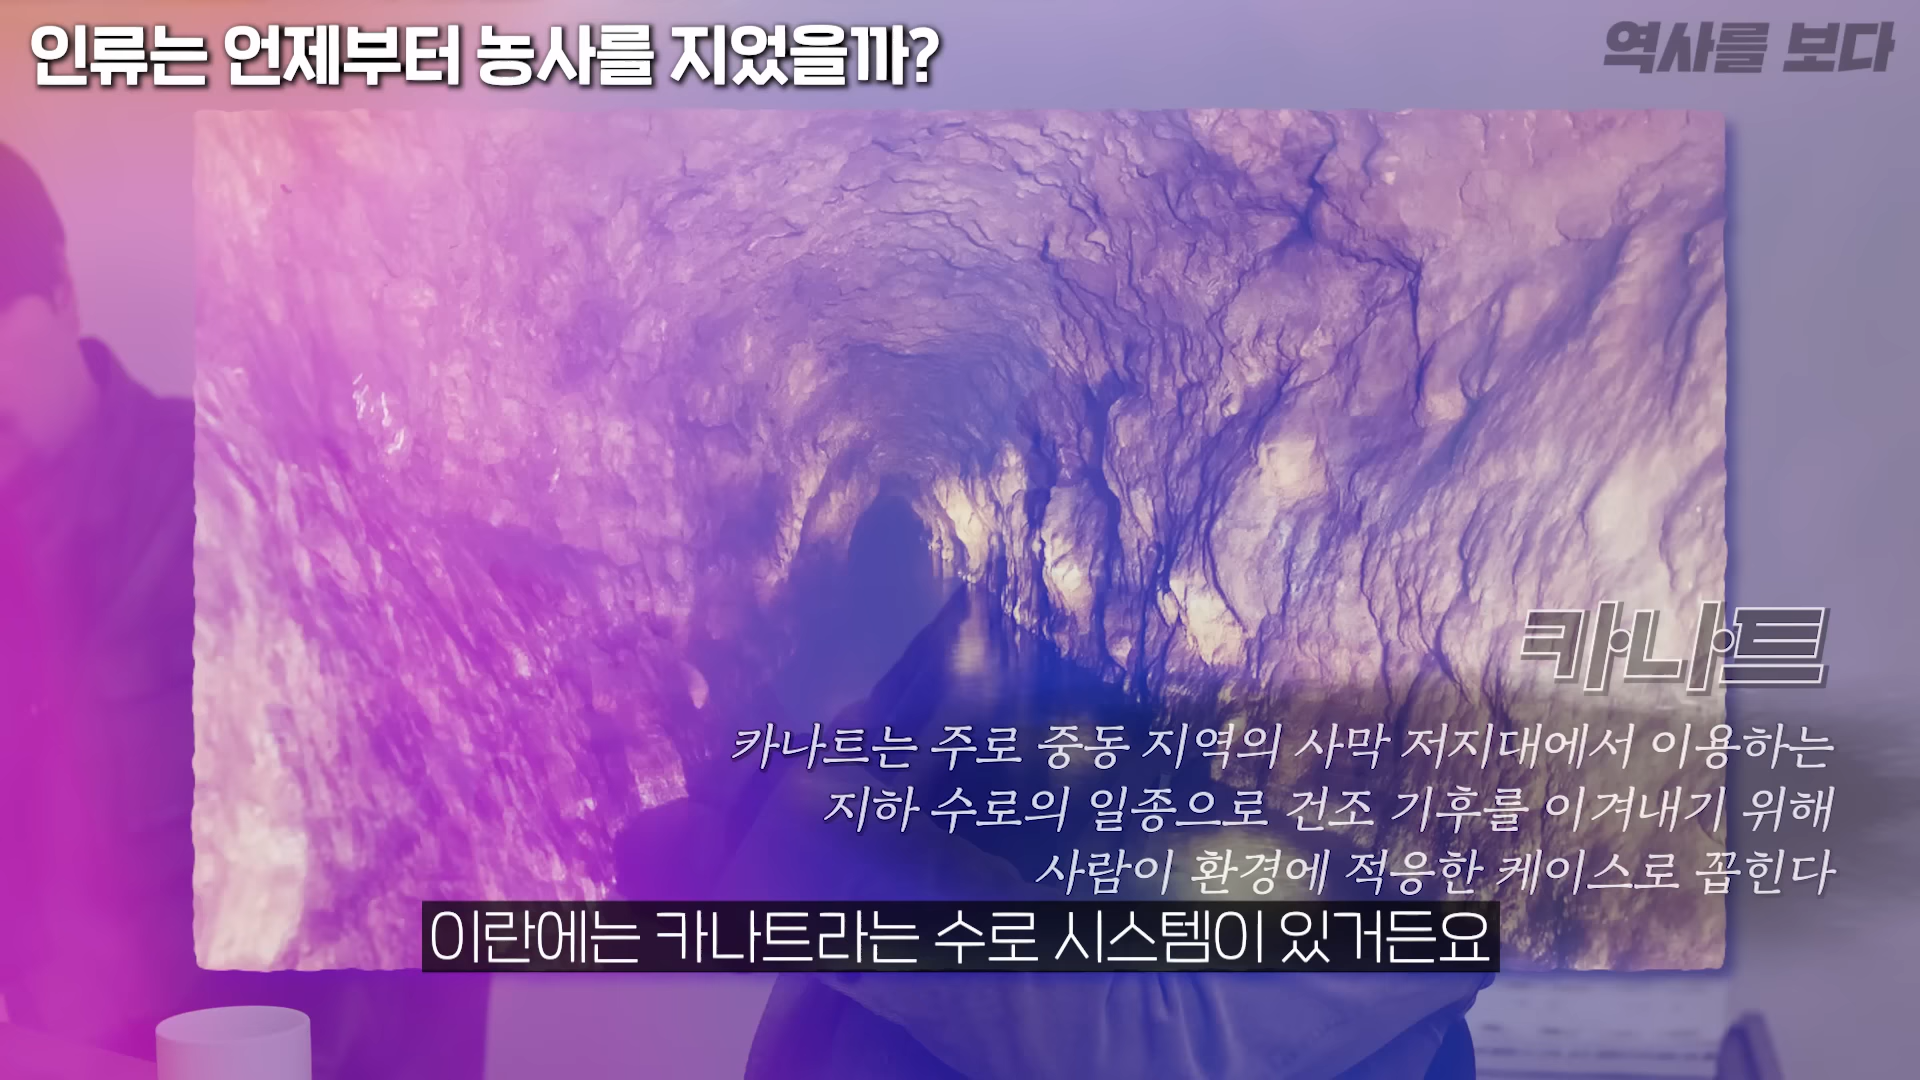 인류는 언제부터 농사를 지었을까?
역사를 보다
카·나·트
카나트는 주로 중동 지역의 사막 저지대에서 이용하는
지하 수로의 일종으로 건조 기후를 이겨내기 위해
사람이 환경에 적응한 케이스로 꼽힌다
이란에는 카나트라는 수로 시스템이 있거든요